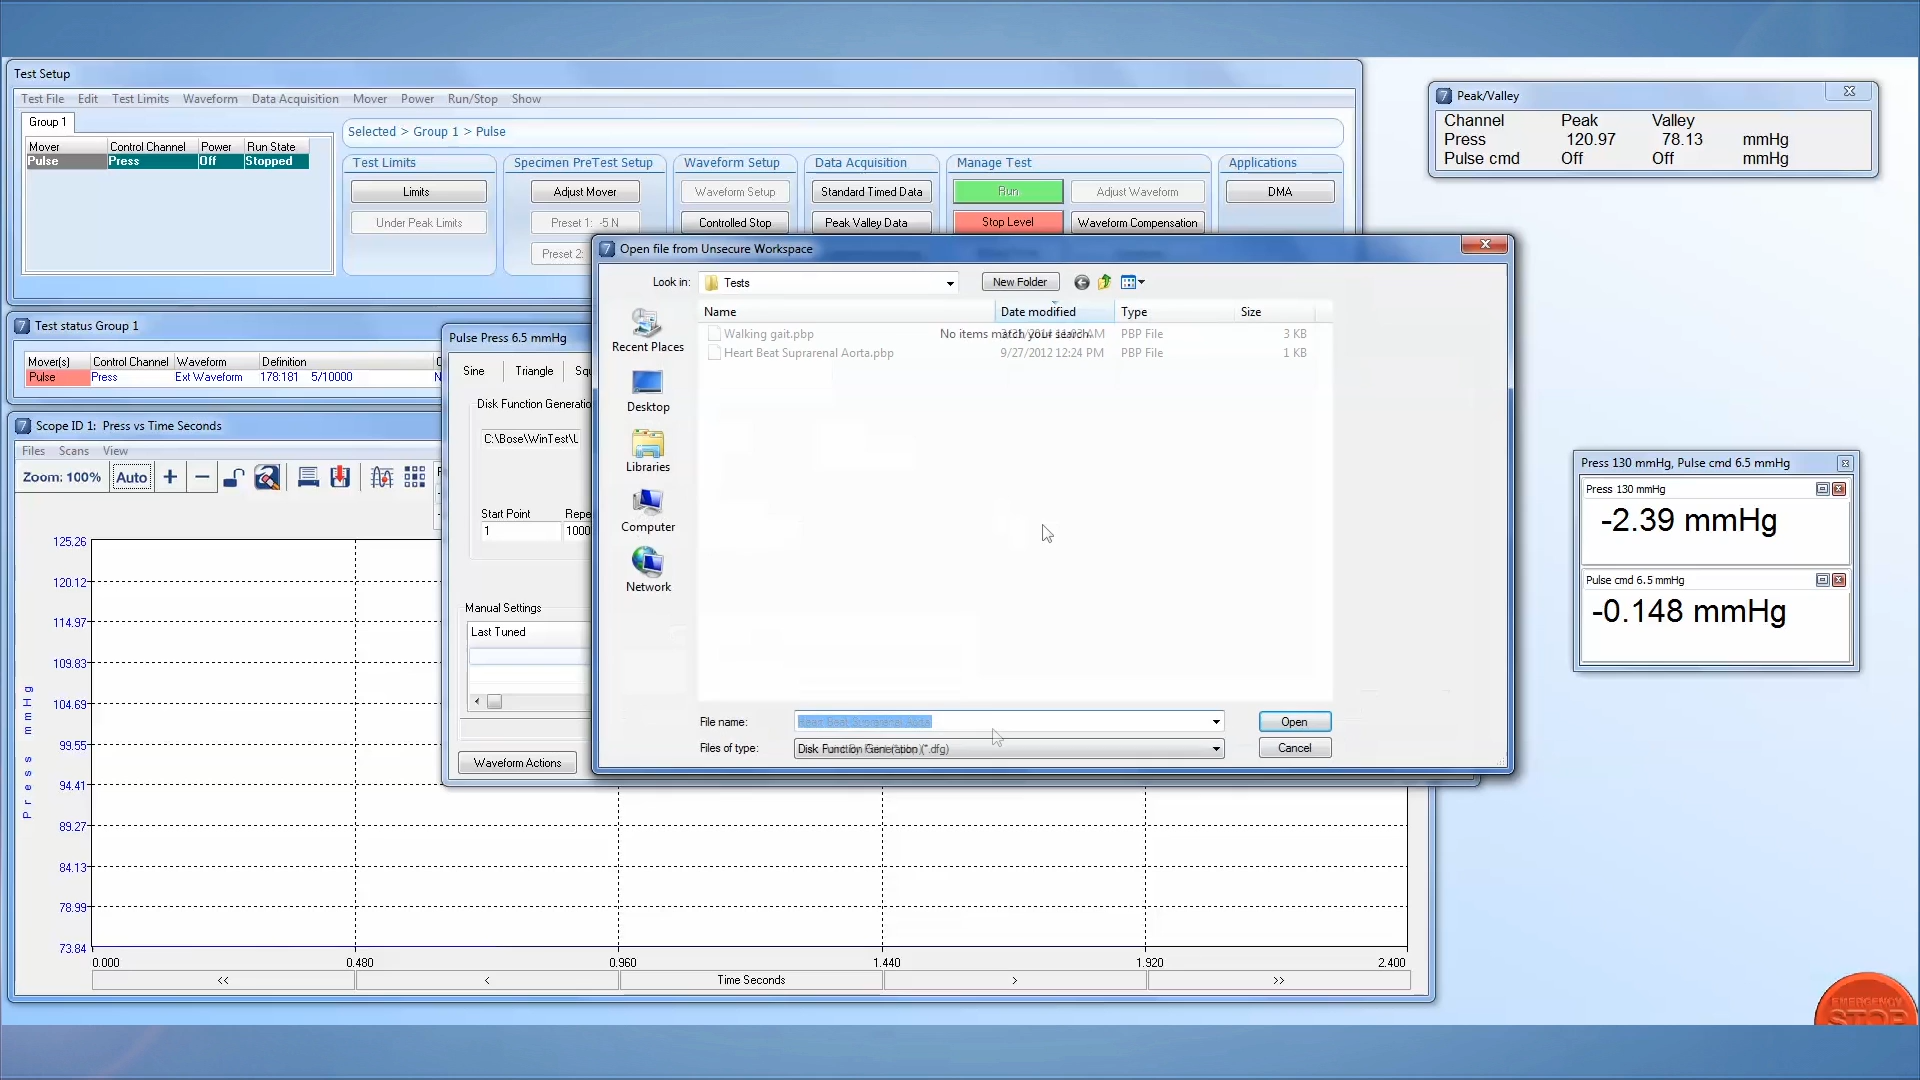 Test Setup
Test File Edit Test Limits Waveform Data Acquisition Mover Power Run/Stop Show
Group 1
Mover Control Channel Power Run State
Pulse Press Off Stopped
Selected > Group 1 > Pulse
Test Limits
Limits
Under Peak Limits
Specimen PreTest Setup
Adjust Mover
Preset 1: -5 N
Preset 2:
Waveform Setup
Waveform Setup
Controlled Stop
Data Acquisition
Standard Timed Data
Peak Valley Data
Manage Test
Run Adjust Waveform
Stop Level Waveform Compensation
Applications
DMA
Peak/Valley
Channel Peak Valley
Press 120.97 78.13 mmHg
Pulse cmd Off Off mmHg
Test status Group 1
Mover(s) Control Channel Waveform Definition
Pulse Press Ext Waveform 178:181 5/10000 N
Scope ID 1: Press vs Time Seconds
Files Scans View
Zoom: 100% Auto
Press mmHg
125.26
120.12
114.97
109.83
104.69
99.55
94.41
89.27
84.13
78.99
73.84
0.000 0.480 0.960 1.440 1.920 2.400
<< < Time Seconds > >>
Pulse Press 6.5 mmHg
Sine Triangle Squ
Disk Function Generatio
C:\Bose\WinTest\U
Start Point Repe
1 1000
Manual Settings
Last Tuned
Waveform Actions
Open file from Unsecure Workspace
Look in: Tests New Folder
Recent Places
Desktop
Libraries
Computer
Network
Name Date modified Type Size
Walking gait.pbp PBP File 3 KB
No items match your search.
Heart Beat Suprarenal Aorta.pbp 9/27/2012 12:24 PM PBP File 1 KB
File name: Heart Beat Suprarenal Aorta Open
Files of type: Disk Function Generation (*.dfg) Cancel
Press 130 mmHg, Pulse cmd 6.5 mmHg
Press 130 mmHg
-2.39 mmHg
Pulse cmd 6.5 mmHg
-0.148 mmHg
EMERGENCY
STOP